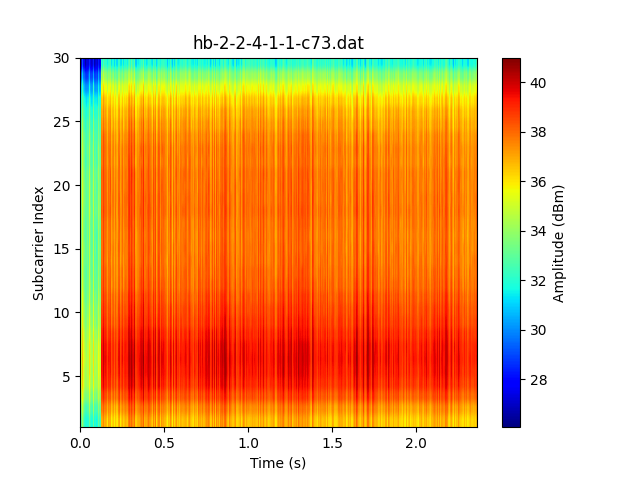 hb-2-2-4-1-1-c73.dat
30
25
20
15
10
5
Subcarrier Index
0.0 0.5 1.0 1.5 2.0
Time (s)
40
38
36
34
32
30
28
Amplitude (dBm)